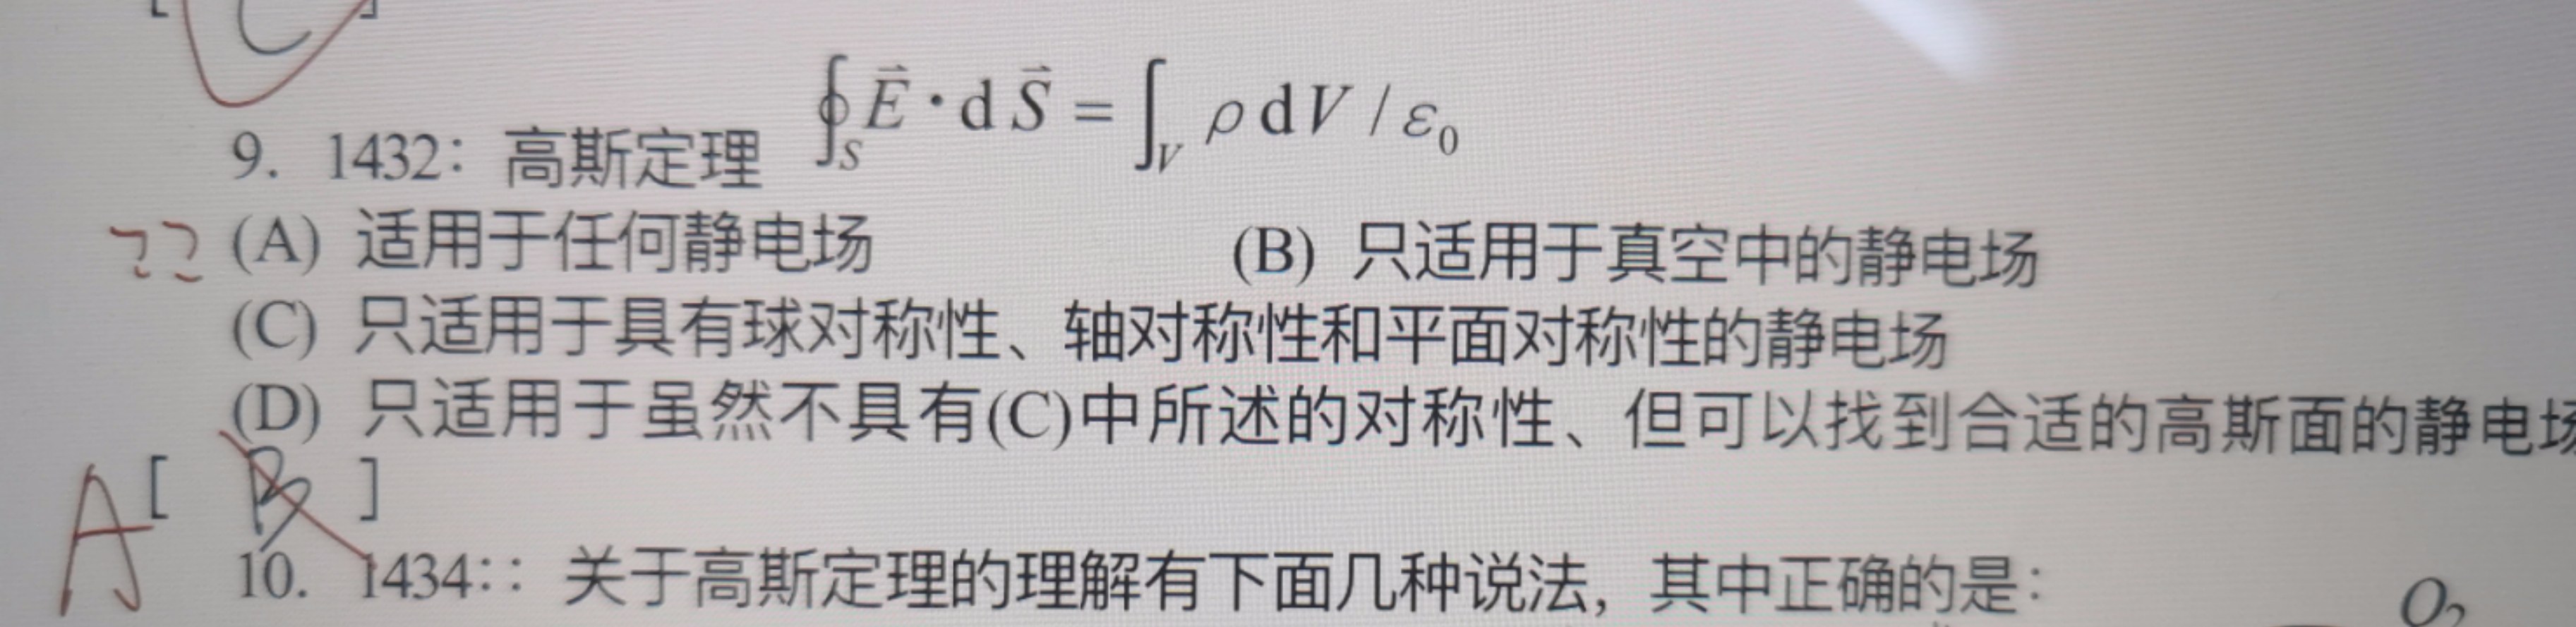 [ C ]
9. 1432：高斯定理 $\oint_S \vec{E} \cdot d\vec{S} = \int_V \rho dV / \varepsilon_0$
?? (A) 适用于任何静电场 (B) 只适用于真空中的静电场
(C) 只适用于具有球对称性、轴对称性和平面对称性的静电场
(D) 只适用于虽然不具有(C)中所述的对称性、但可以找到合适的高斯面的静电场
A [ B ]
10. 1434：：关于高斯定理的理解有下面几种说法，其中正确的是：
O₂